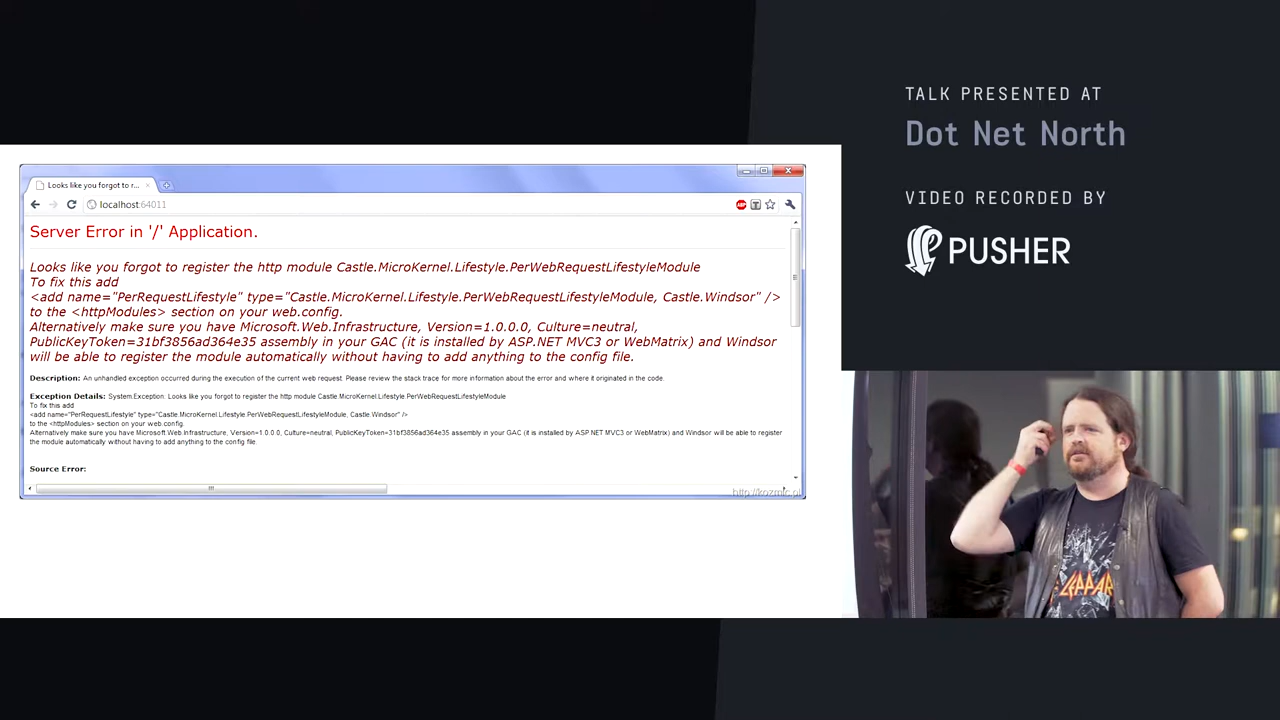 TALK PRESENTED AT
Dot Net North
VIDEO RECORDED BY
PUSHER
Looks like you forgot to r...
localhost:64011
ABP
Server Error in '/' Application.
Looks like you forgot to register the http module Castle.MicroKernel.Lifestyle.PerWebRequestLifestyleModule
To fix this add
<add name="PerRequestLifestyle" type="Castle.MicroKernel.Lifestyle.PerWebRequestLifestyleModule, Castle.Windsor" />
to the <httpModules> section on your web.config.
Alternatively make sure you have Microsoft.Web.Infrastructure, Version=1.0.0.0, Culture=neutral,
PublicKeyToken=31bf3856ad364e35 assembly in your GAC (it is installed by ASP.NET MVC3 or WebMatrix) and Windsor
will be able to register the module automatically without having to add anything to the config file.
Description: An unhandled exception occurred during the execution of the current web request. Please review the stack trace for more information about the error and where it originated in the code.
Exception Details: System.Exception: Looks like you forgot to register the http module Castle.MicroKernel.Lifestyle.PerWebRequestLifestyleModule
To fix this add
<add name="PerRequestLifestyle" type="Castle.MicroKernel.Lifestyle.PerWebRequestLifestyleModule, Castle.Windsor" />
to the <httpModules> section on your web.config.
Alternatively make sure you have Microsoft.Web.Infrastructure, Version=1.0.0.0, Culture=neutral, PublicKeyToken=31bf3856ad364e35 assembly in your GAC (it is installed by ASP.NET MVC3 or WebMatrix) and Windsor will be able to register
the module automatically without having to add anything to the config file.
Source Error:
http://kozmic.pl
LEPPAR